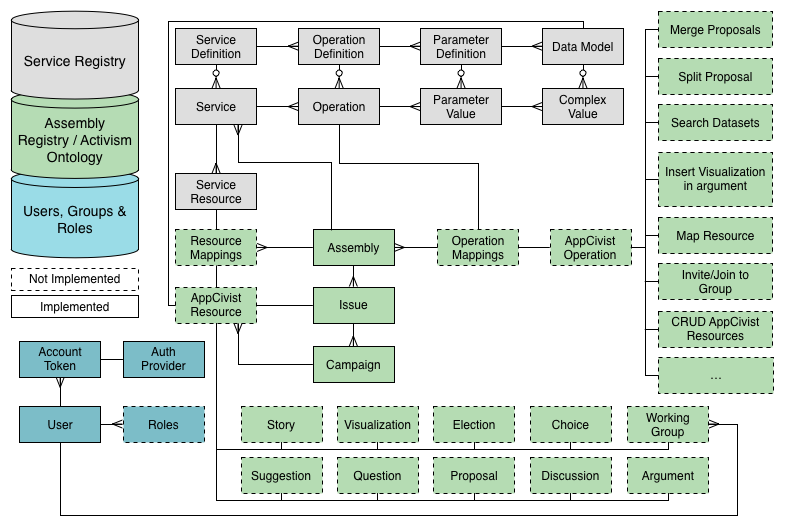 Service Registry
Assembly
Registry / Activism
Ontology
Users, Groups &
Roles
Not Implemented
Implemented
Service
Definition
Operation
Definition
Parameter
Definition
Data Model
Service
Operation
Parameter
Value
Complex
Value
Service
Resource
Resource
Mappings
Assembly
Operation
Mappings
AppCivist
Operation
AppCivist
Resource
Issue
Campaign
Merge Proposals
Split Proposal
Search Datasets
Insert Visualization
in argument
Map Resource
Invite/Join to
Group
CRUD AppCivist
Resources
...
Account
Token
Auth
Provider
User
Roles
Story
Visualization
Election
Choice
Working
Group
Suggestion
Question
Proposal
Discussion
Argument